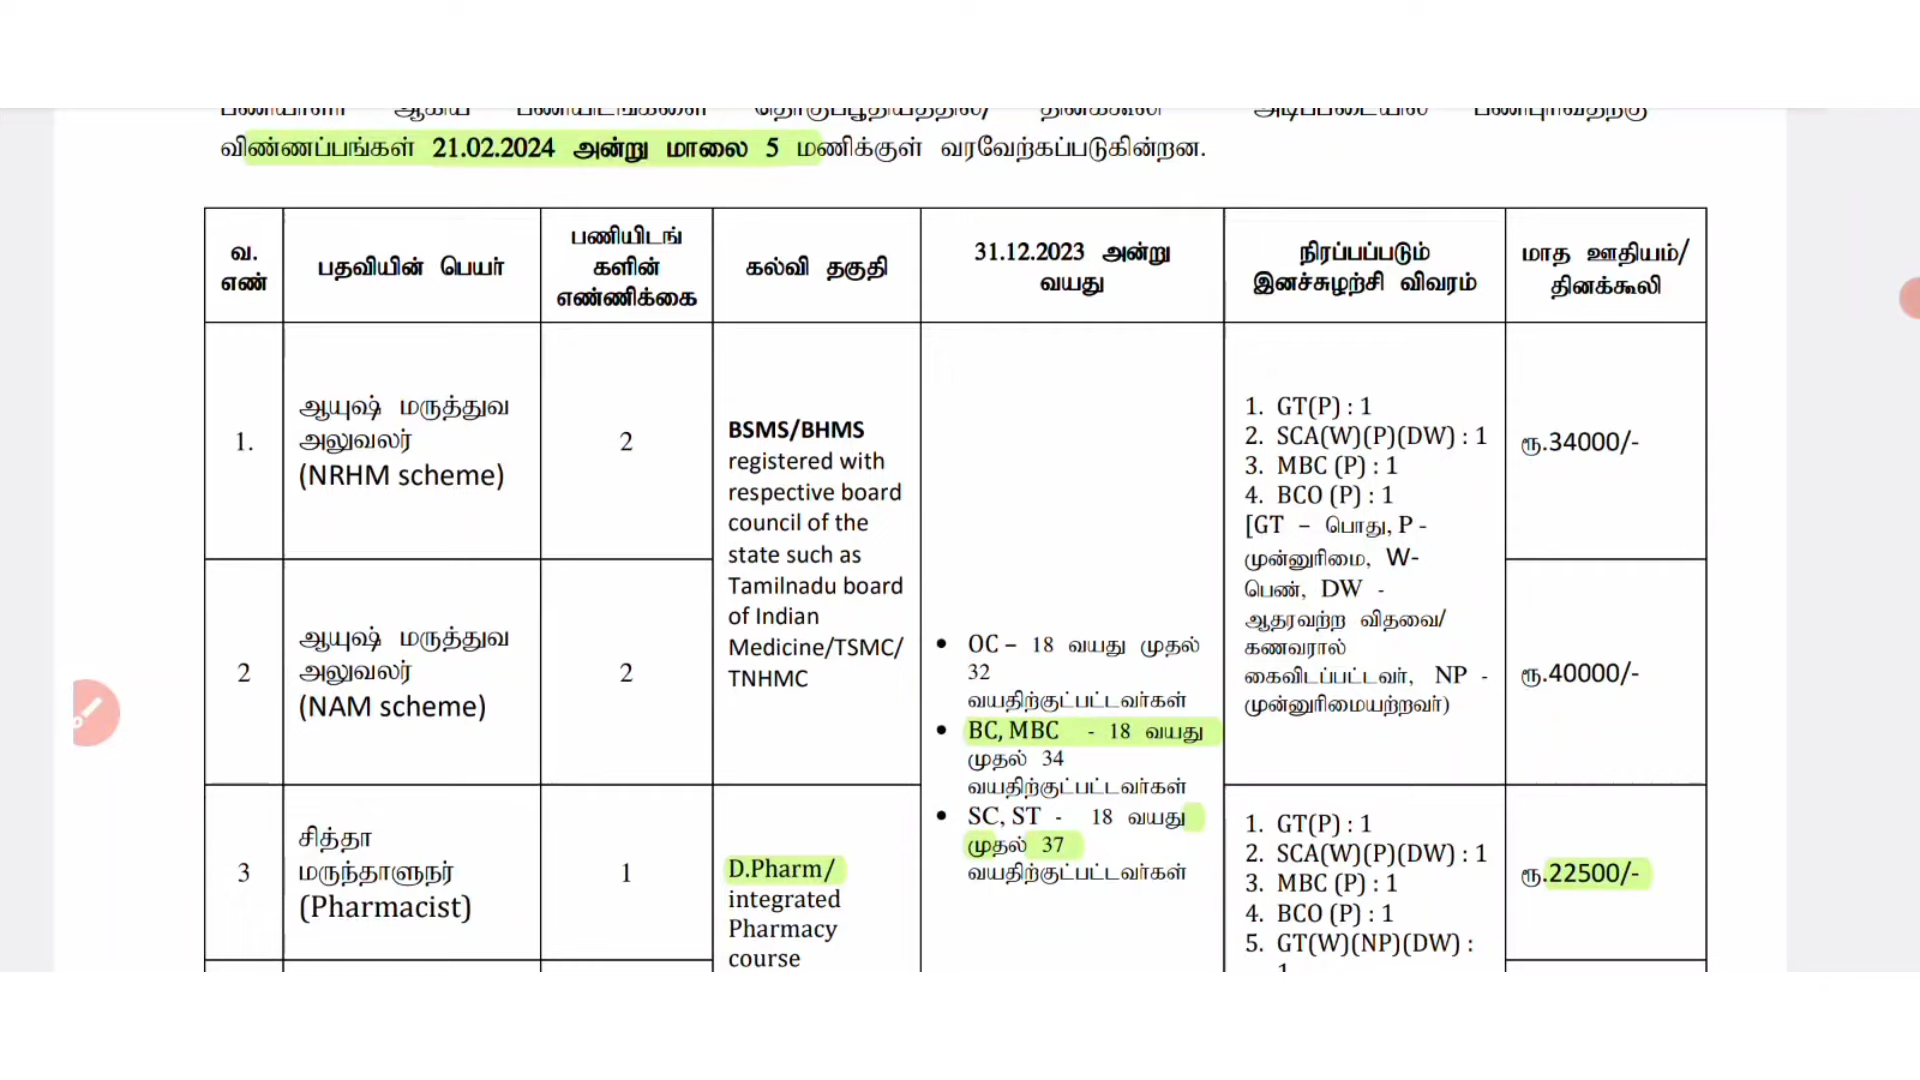 விண்ணப்பங்கள் 21.02.2024 அன்று மாலை 5 மணிக்குள் வரவேற்கப்படுகின்றன.
வ. எண்
பதவியின் பெயர்
பணியிடங்
களின்
எண்ணிக்கை
கல்வி தகுதி
31.12.2023 அன்று
வயது
நிரப்பப்படும்
இனச்சுழற்சி விவரம்
மாத ஊதியம்/
தினக்கூலி
1.
ஆயுஷ் மருத்துவ
அலுவலர்
(NRHM scheme)
2
BSMS/BHMS
registered with
respective board
council of the
state such as
Tamilnadu board
of Indian
Medicine/TSMC/
TNHMC
OC – 18 வயது முதல்
32
வயதிற்குட்பட்டவர்கள்
BC, MBC - 18 வயது
முதல் 34
வயதிற்குட்பட்டவர்கள்
SC, ST - 18 வயது
முதல் 37
வயதிற்குட்பட்டவர்கள்
1. GT(P) : 1
2. SCA(W)(P)(DW) : 1
3. MBC (P) : 1
4. BCO (P) : 1
[GT – பொது, P -
முன்னுரிமை, W-
பெண், DW -
ஆதரவற்ற விதவை/
கணவரால்
கைவிடப்பட்டவர், NP -
முன்னுரிமையற்றவர்)
ரூ.34000/-
2
ஆயுஷ் மருத்துவ
அலுவலர்
(NAM scheme)
2
ரூ.40000/-
3
சித்தா
மருந்தாளுநர்
(Pharmacist)
1
D.Pharm/
integrated
Pharmacy
course
1. GT(P) : 1
2. SCA(W)(P)(DW) : 1
3. MBC (P) : 1
4. BCO (P) : 1
5. GT(W)(NP)(DW) :
ரூ.22500/-